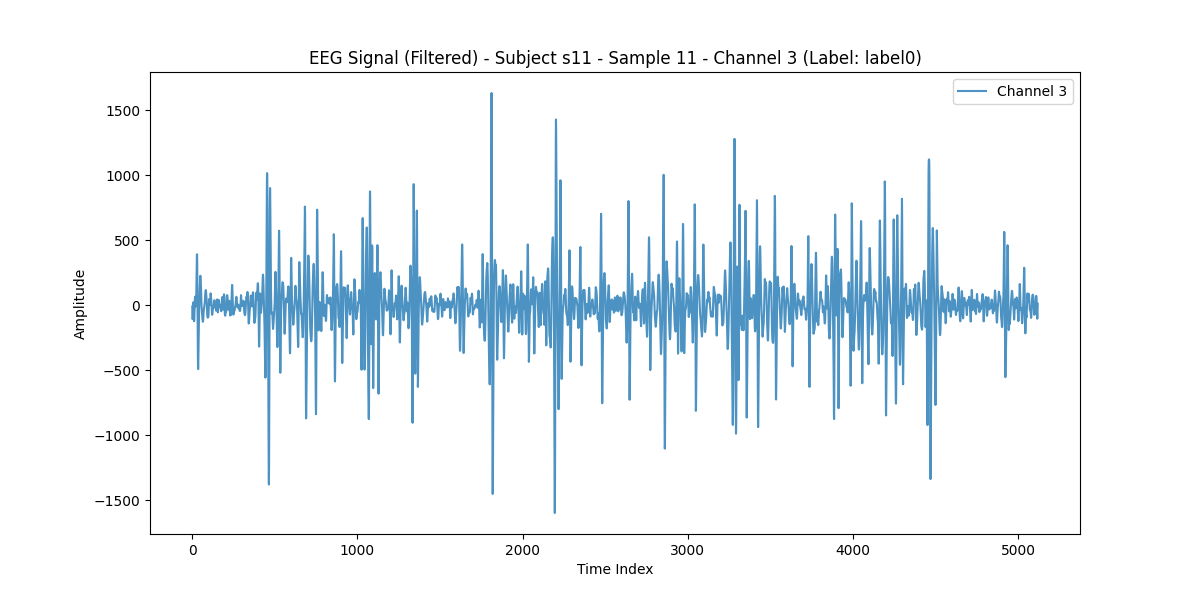 EEG Signal (Filtered) - Subject s11 - Sample 11 - Channel 3 (Label: label0)
Channel 3
1500
1000
500
0
−500
−1000
−1500
Amplitude
0 1000 2000 3000 4000 5000
Time Index